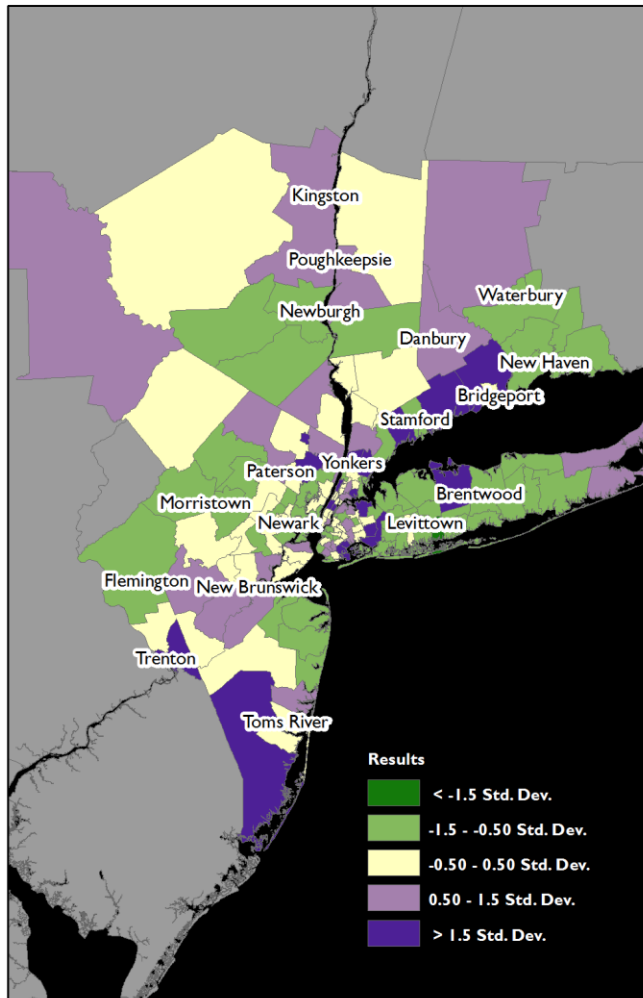 Kingston
Poughkeepsie
Waterbury
Newburgh
Danbury
New Haven
Bridgeport
Stamford
Paterson
Yonkers
Brentwood
Morristown
Newark
Levittown
Flemington
New Brunswick
Trenton
Toms River
Results
< -1.5 Std. Dev.
-1.5 - -0.50 Std. Dev.
-0.50 - 0.50 Std. Dev.
0.50 - 1.5 Std. Dev.
> 1.5 Std. Dev.